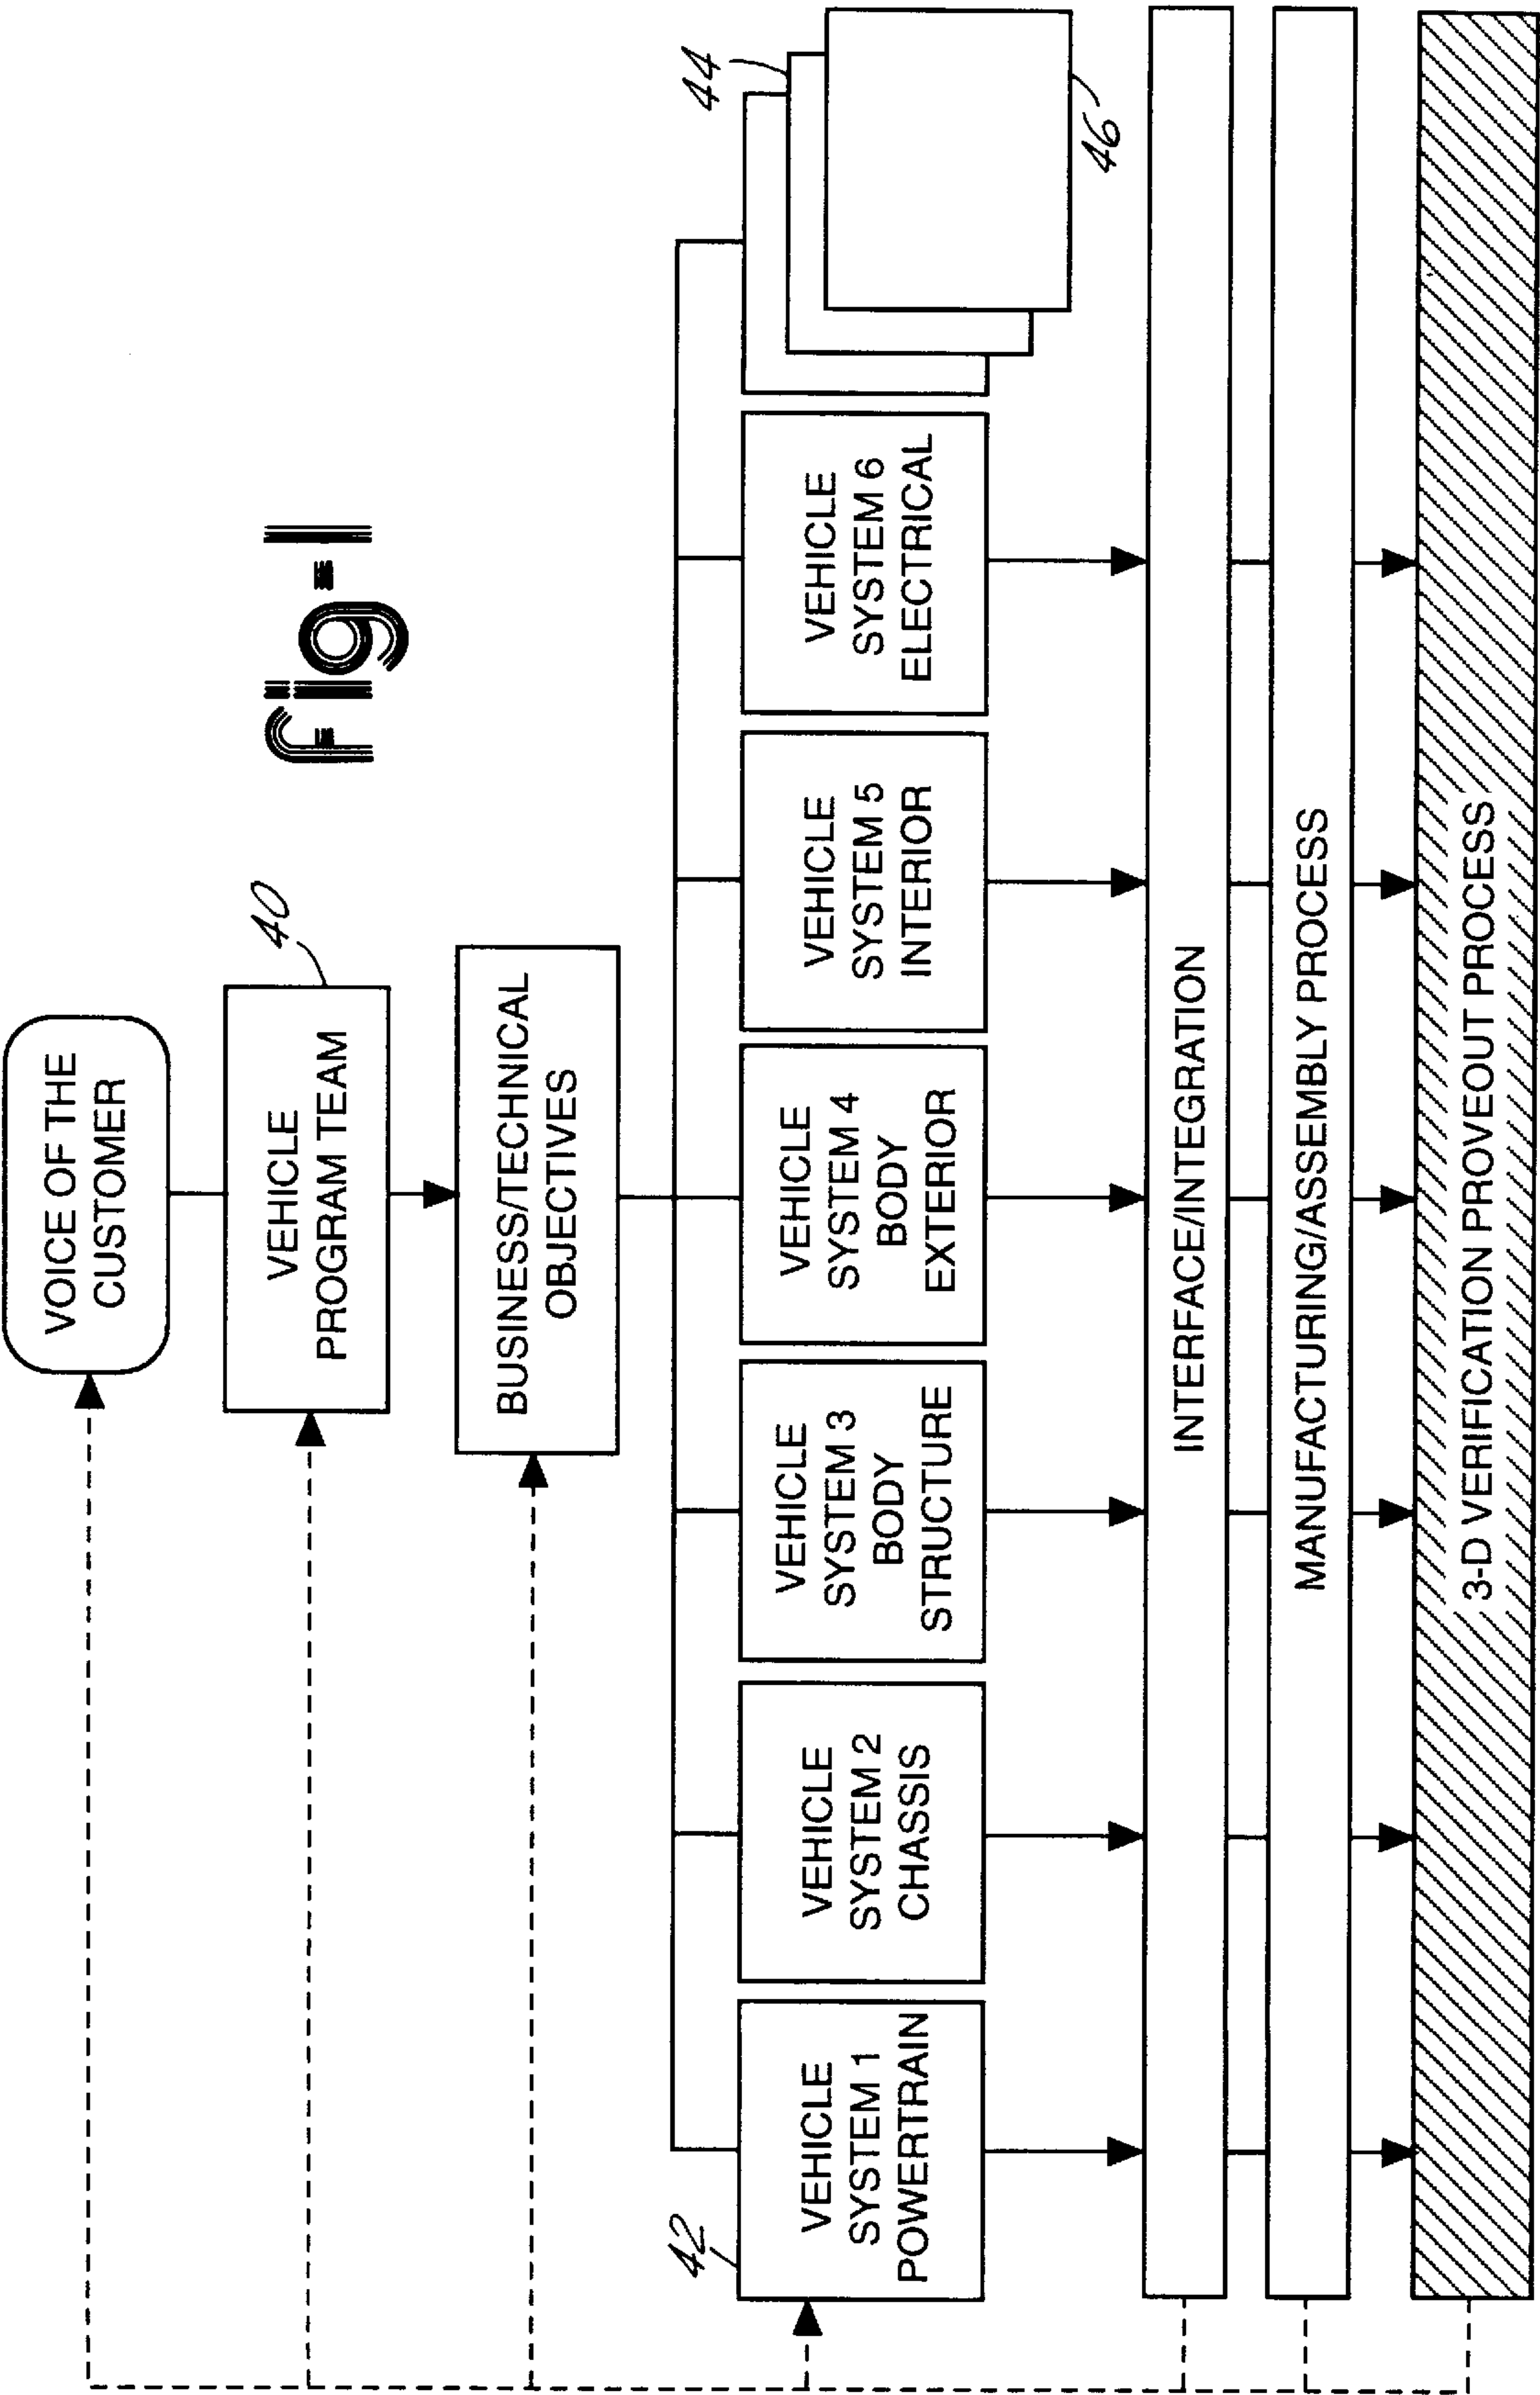 VOICE OF THE
CUSTOMER
VEHICLE
PROGRAM TEAM
40
fig-1
BUSINESS/TECHNICAL
OBJECTIVES
42
VEHICLE
SYSTEM 1
POWERTRAIN
VEHICLE
SYSTEM 2
CHASSIS
VEHICLE
SYSTEM 3
BODY
STRUCTURE
VEHICLE
SYSTEM 4
BODY
EXTERIOR
VEHICLE
SYSTEM 5
INTERIOR
VEHICLE
SYSTEM 6
ELECTRICAL
44
46
INTERFACE/INTEGRATION
MANUFACTURING/ASSEMBLY PROCESS
3-D VERIFICATION PROVEOUT PROCESS